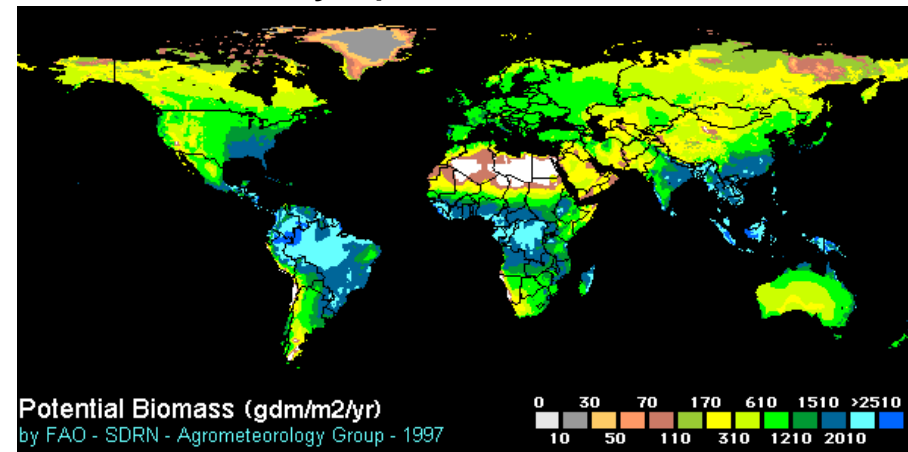 Potential Biomass (gdm/m2/yr)
by FAO - SDRN - Agrometeorology Group - 1997
0 30 70 170 610 1510 >2510
10 50 110 310 1210 2010